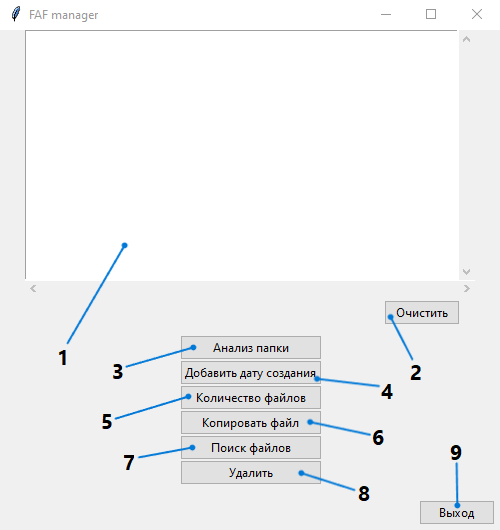 FAF manager
Очистить
1
2
Анализ папки
3
Добавить дату создания
4
Количество файлов
5
Копировать файл
6
Поиск файлов
7
Удалить
8
9
Выход